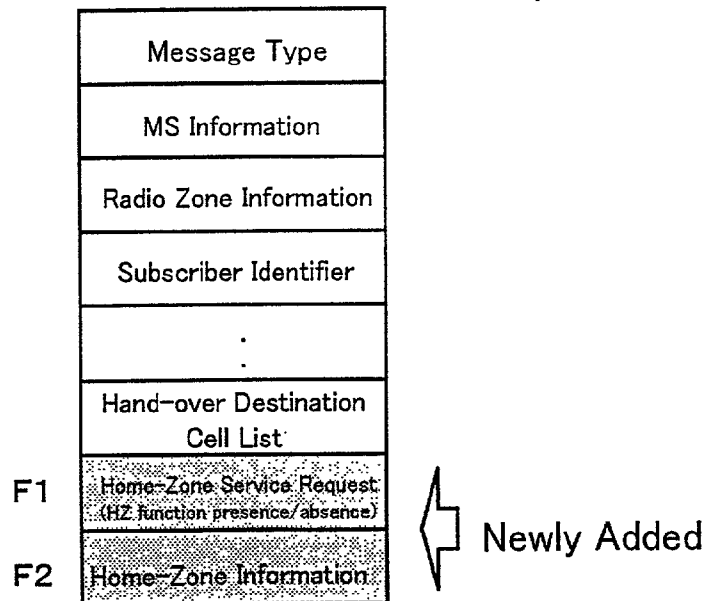 Message Type
MS Information
Radio Zone Information
Subscriber Identifier
:
Hand-over Destination
Cell List
F1
Home-Zone Service Request
(HZ function presence/absence)
Newly Added
F2
Home-Zone Information